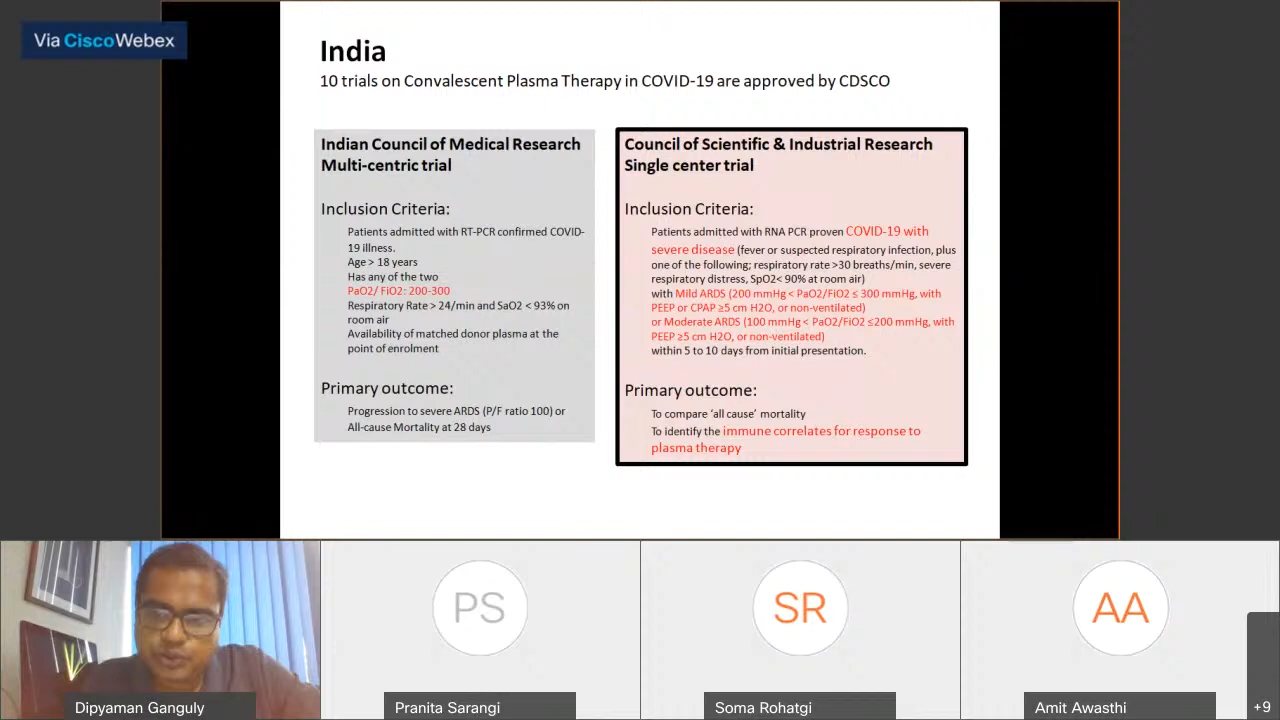 Via CiscoWebex
India
10 trials on Convalescent Plasma Therapy in COVID-19 are approved by CDSCO
Indian Council of Medical Research
Multi-centric trial
Inclusion Criteria:
Patients admitted with RT-PCR confirmed COVID-
19 illness.
Age > 18 years
Has any of the two
PaO2/ FiO2: 200-300
Respiratory Rate > 24/min and SaO2 < 93% on
room air
Availability of matched donor plasma at the
point of enrolment
Primary outcome:
Progression to severe ARDS (P/F ratio 100) or
All-cause Mortality at 28 days
Council of Scientific & Industrial Research
Single center trial
Inclusion Criteria:
Patients admitted with RNA PCR proven COVID-19 with
severe disease (fever or suspected respiratory infection, plus
one of the following; respiratory rate >30 breaths/min, severe
respiratory distress, SpO2< 90% at room air)
with Mild ARDS (200 mmHg < PaO2/FiO2 ≤ 300 mmHg, with
PEEP or CPAP ≥5 cm H2O, or non-ventilated)
or Moderate ARDS (100 mmHg < PaO2/FiO2 ≤200 mmHg, with
PEEP ≥5 cm H2O, or non-ventilated)
within 5 to 10 days from initial presentation.
Primary outcome:
To compare ‘all cause’ mortality
To identify the immune correlates for response to
plasma therapy
PS
SR
AA
Dipyaman Ganguly
Pranita Sarangi
Soma Rohatgi
Amit Awasthi
+9